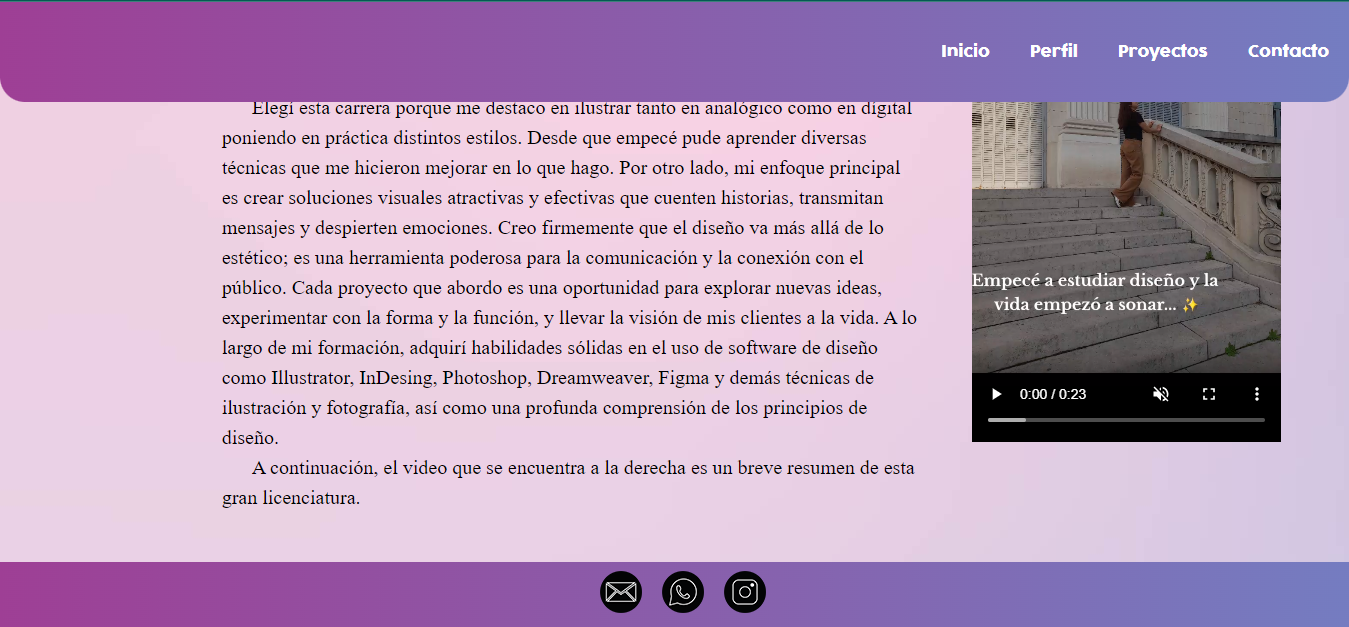 Inicio Perfil Proyectos Contacto
Elegí esta carrera porque me destaco en ilustrar tanto en analógico como en digital
poniendo en práctica distintos estilos. Desde que empecé pude aprender diversas
técnicas que me hicieron mejorar en lo que hago. Por otro lado, mi enfoque principal
es crear soluciones visuales atractivas y efectivas que cuenten historias, transmitan
mensajes y despierten emociones. Creo firmemente que el diseño va más allá de lo
estético; es una herramienta poderosa para la comunicación y la conexión con el
público. Cada proyecto que abordo es una oportunidad para explorar nuevas ideas,
experimentar con la forma y la función, y llevar la visión de mis clientes a la vida. A lo
largo de mi formación, adquirí habilidades sólidas en el uso de software de diseño
como Illustrator, InDesing, Photoshop, Dreamweaver, Figma y demás técnicas de
ilustración y fotografía, así como una profunda comprensión de los principios de
diseño.
A continuación, el video que se encuentra a la derecha es un breve resumen de esta
gran licenciatura.
Empecé a estudiar diseño y la
vida empezó a sonar... ✨
0:00 / 0:23